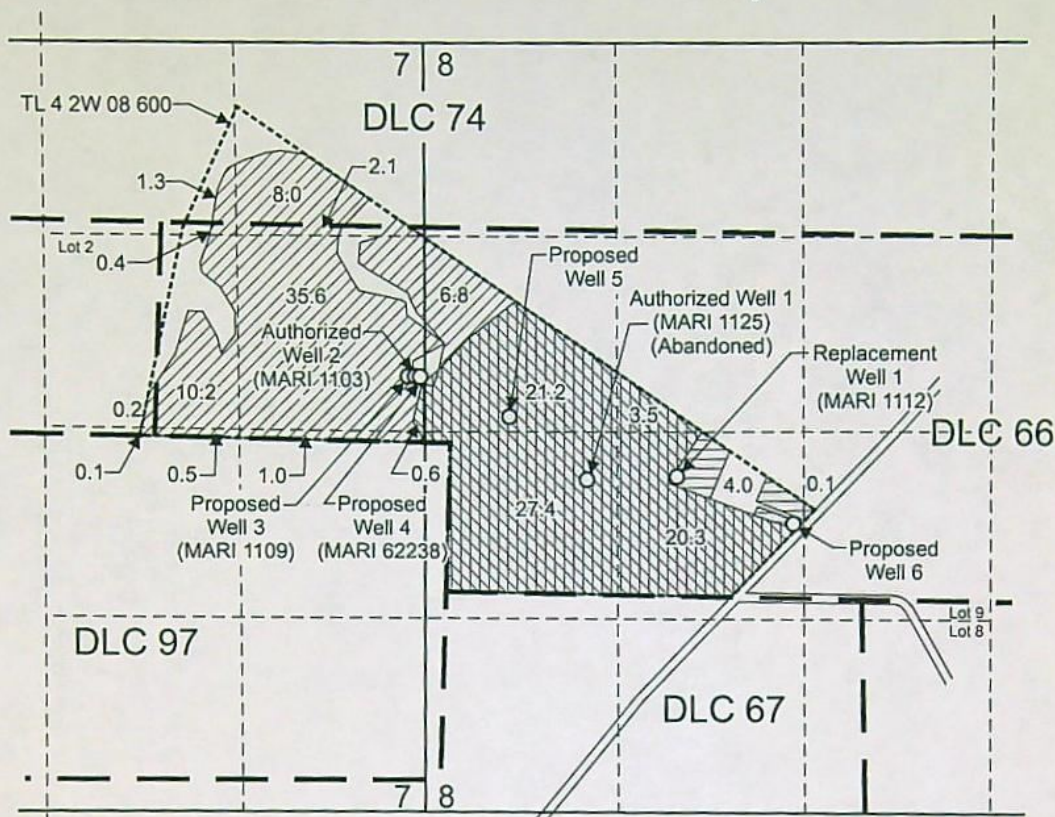 7 8
TL 4 2W 08 600
DLC 74
2.1
1.3
8.0
Lot 2
0.4
Proposed
Well 5
35.6
6.8
Authorized Well 1
(MARI 1125)
(Abandoned)
Authorized
Well 2
(MARI 1103)
Replacement
Well 1
(MARI 1112)
10.2
21.2
3.5
0.2
DLC 66
0.1
0.5
1.0
0.6
4.0
0.1
Proposed
Well 3
(MARI 1109)
Proposed
Well 4
(MARI 62238)
27.4
20.3
Proposed
Well 6
Lot 9
Lot 8
DLC 97
DLC 67
7 8